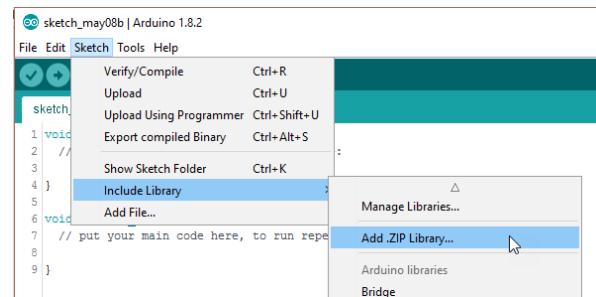 sketch_may08b | Arduino 1.8.2
File Edit Sketch Tools Help
Verify/Compile Ctrl+R
Upload Ctrl+U
Upload Using Programmer Ctrl+Shift+U
Export compiled Binary Ctrl+Alt+S
Show Sketch Folder Ctrl+K
Include Library
Add File...
Manage Libraries...
Add .ZIP Library...
Arduino libraries
Bridge
sketch_
1 void
2 // :
3
4 }
5
6 void
7 // put your main code here, to run repe
8
9 }